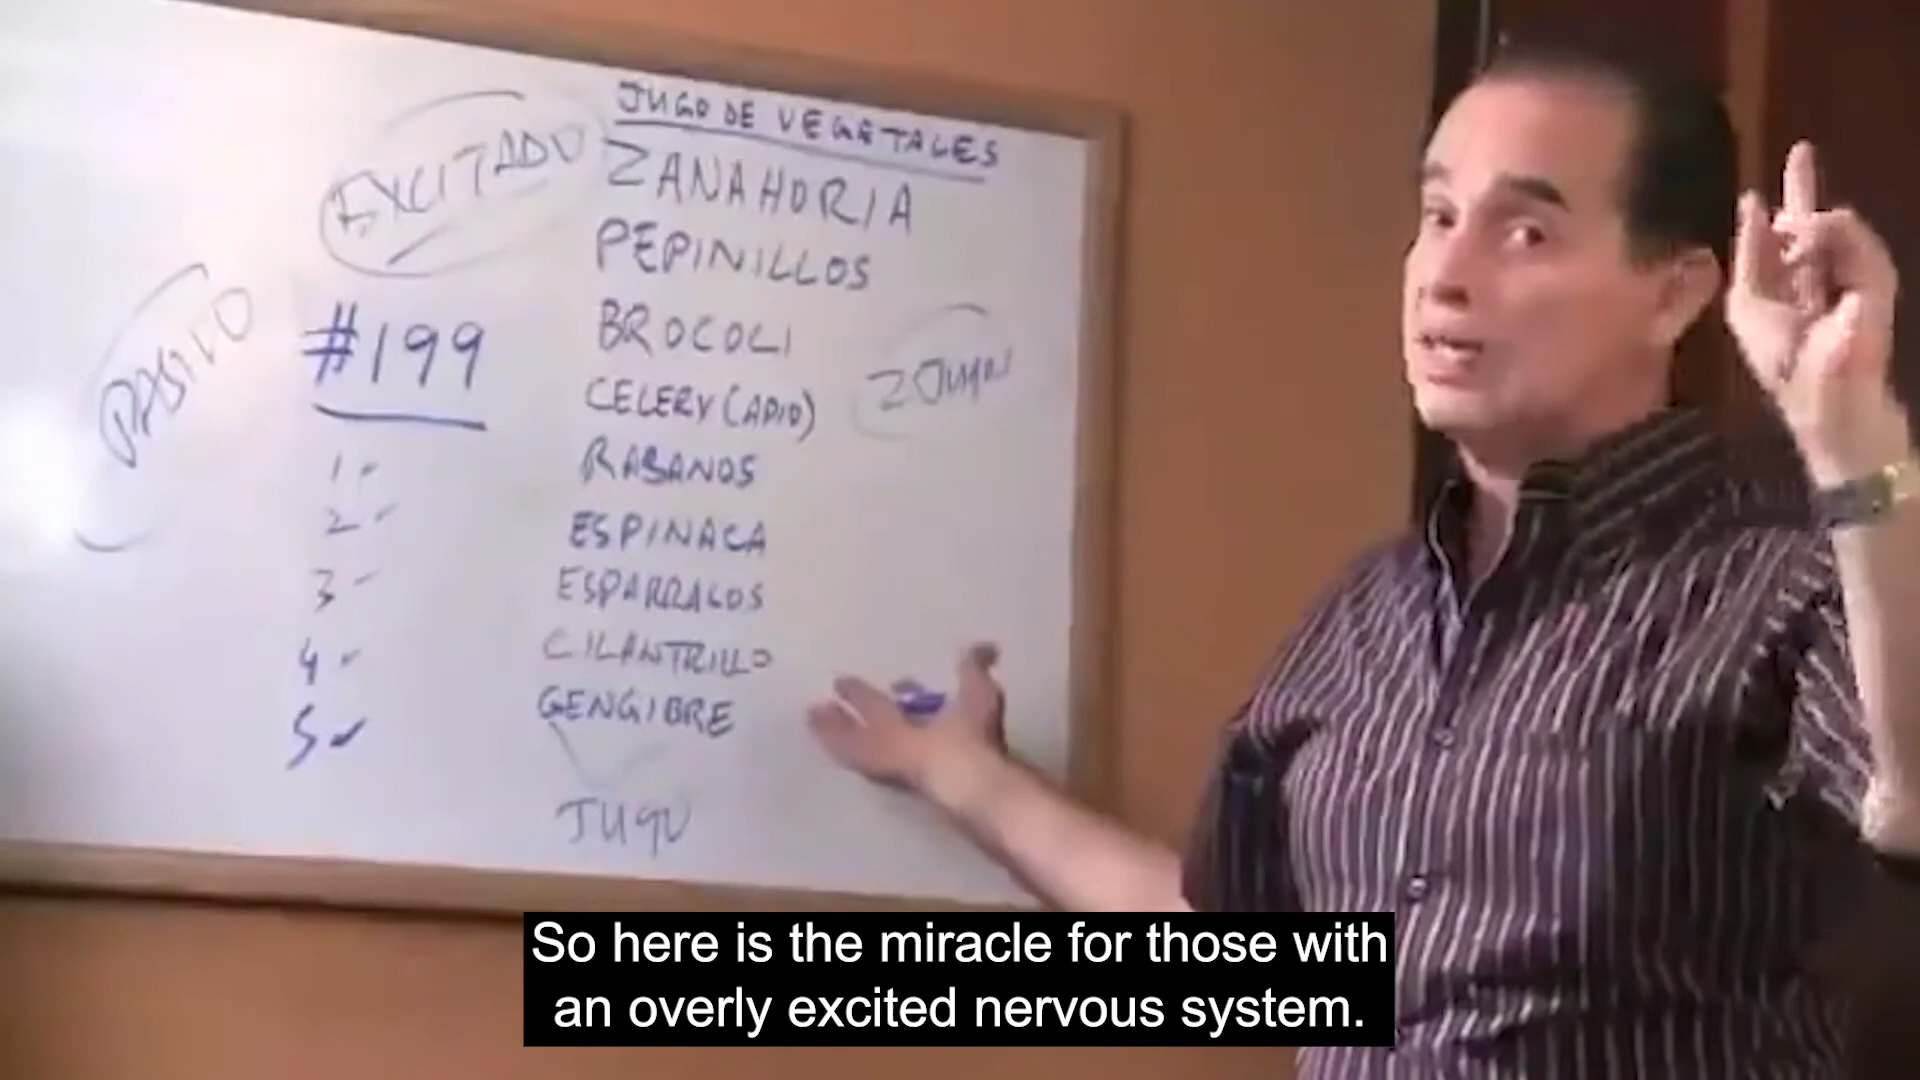 JUGO DE VEGETALES
EXCITADO
ZANAHORIA
PEPINILLOS
#199
BROCOLI
PASIVO
CELERY (APIO)
1-
RABANOS
2-
ESPINACA
3-
ESPARRAGOS
4-
CILANTRILLO
5-
GENGIBRE
JUGO
So here is the miracle for those with
an overly excited nervous system.